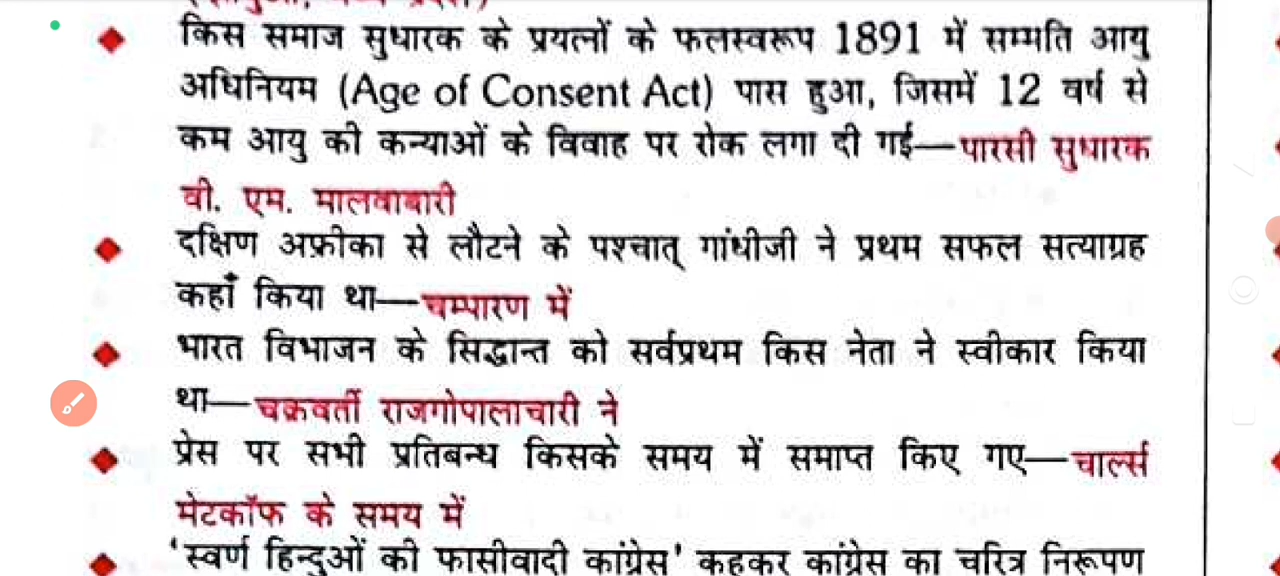 किस समाज सुधारक के प्रयत्नों के फलस्वरूप 1891 में सम्मति आयु
अधिनियम (Age of Consent Act) पास हुआ, जिसमें 12 वर्ष से
कम आयु की कन्याओं के विवाह पर रोक लगा दी गई—पारसी सुधारक
वी. एम. मालवाबारी
दक्षिण अफ्रीका से लौटने के पश्चात् गांधीजी ने प्रथम सफल सत्याग्रह
कहाँ किया था—चम्पारण में
भारत विभाजन के सिद्धान्त को सर्वप्रथम किस नेता ने स्वीकार किया
था—चक्रवर्ती राजगोपालाचारी ने
प्रेस पर सभी प्रतिबन्ध किसके समय में समाप्त किए गए—चार्ल्स
मेटकॉफ के समय में
'स्वर्ण हिन्दुओं की फासीवादी कांग्रेस' कहकर कांग्रेस का चरित्र निरूपण